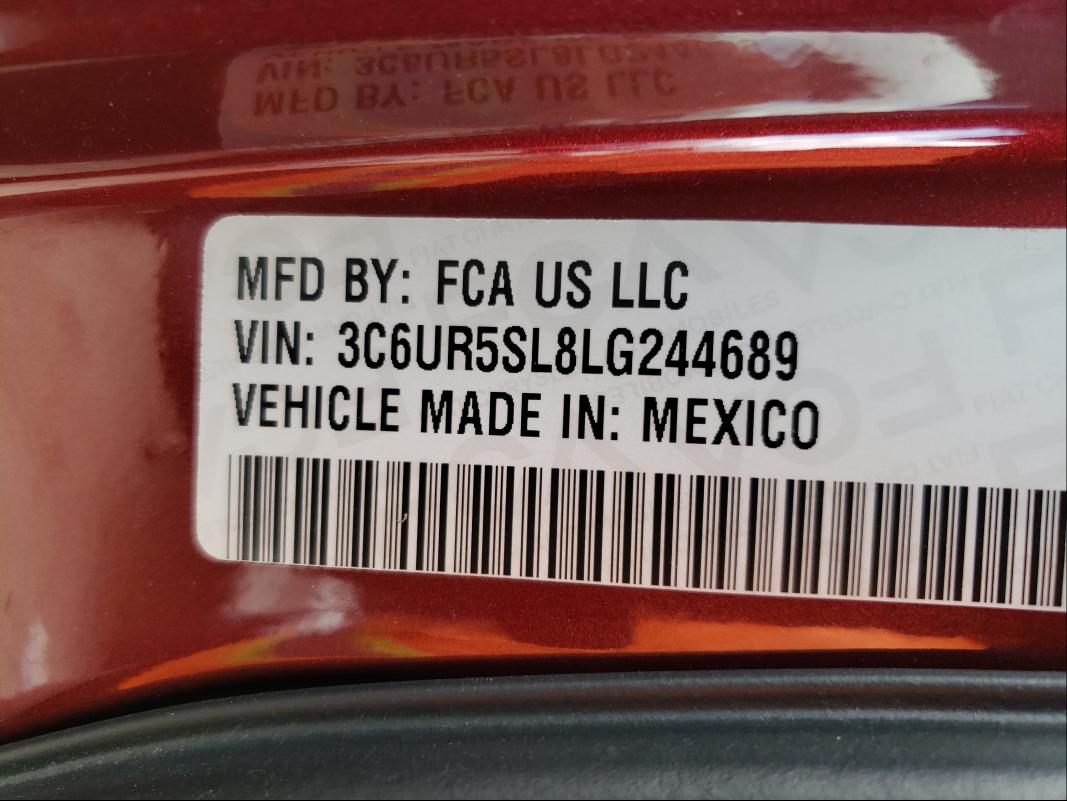 MFD BY: FCA US LLC
VIN: 3C6UR5SL8LG244689
VEHICLE MADE IN: MEXICO